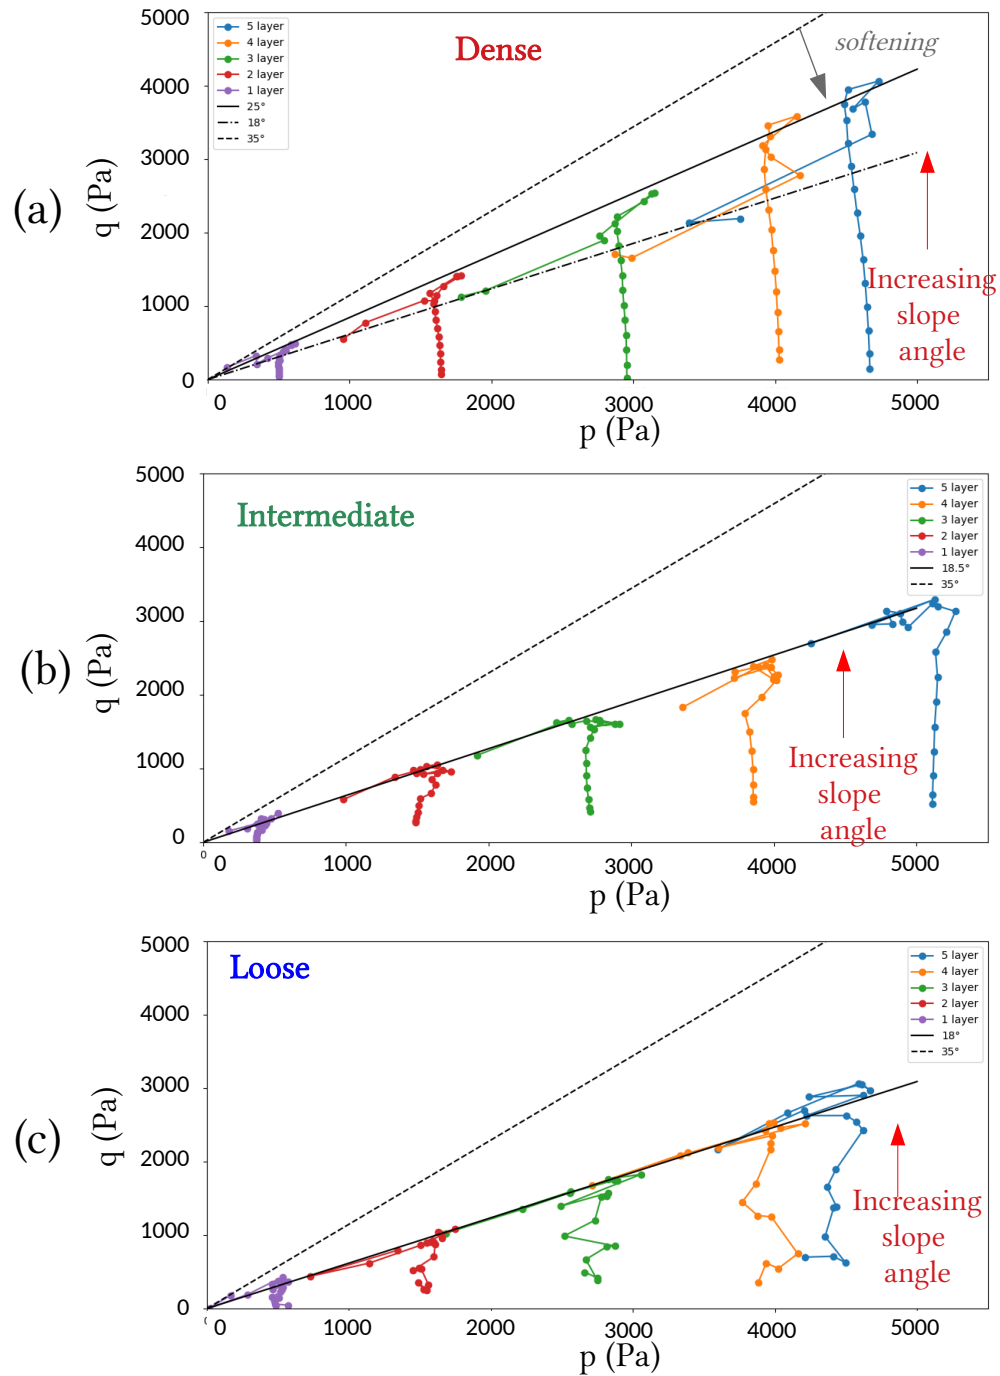 (a)
Dense
softening
5 layer
4 layer
3 layer
2 layer
1 layer
25°
18°
35°
q (Pa)
5000
4000
3000
2000
1000
0
Increasing
slope
angle
0 1000 2000 3000 4000 5000
p (Pa)
(b)
Intermediate
5 layer
4 layer
3 layer
2 layer
1 layer
18.5°
35°
q (Pa)
5000
4000
3000
2000
1000
0
Increasing
slope
angle
0 1000 2000 3000 4000 5000
p (Pa)
(c)
Loose
5 layer
4 layer
3 layer
2 layer
1 layer
18°
35°
q (Pa)
5000
4000
3000
2000
1000
0
Increasing
slope
angle
0 1000 2000 3000 4000 5000
p (Pa)